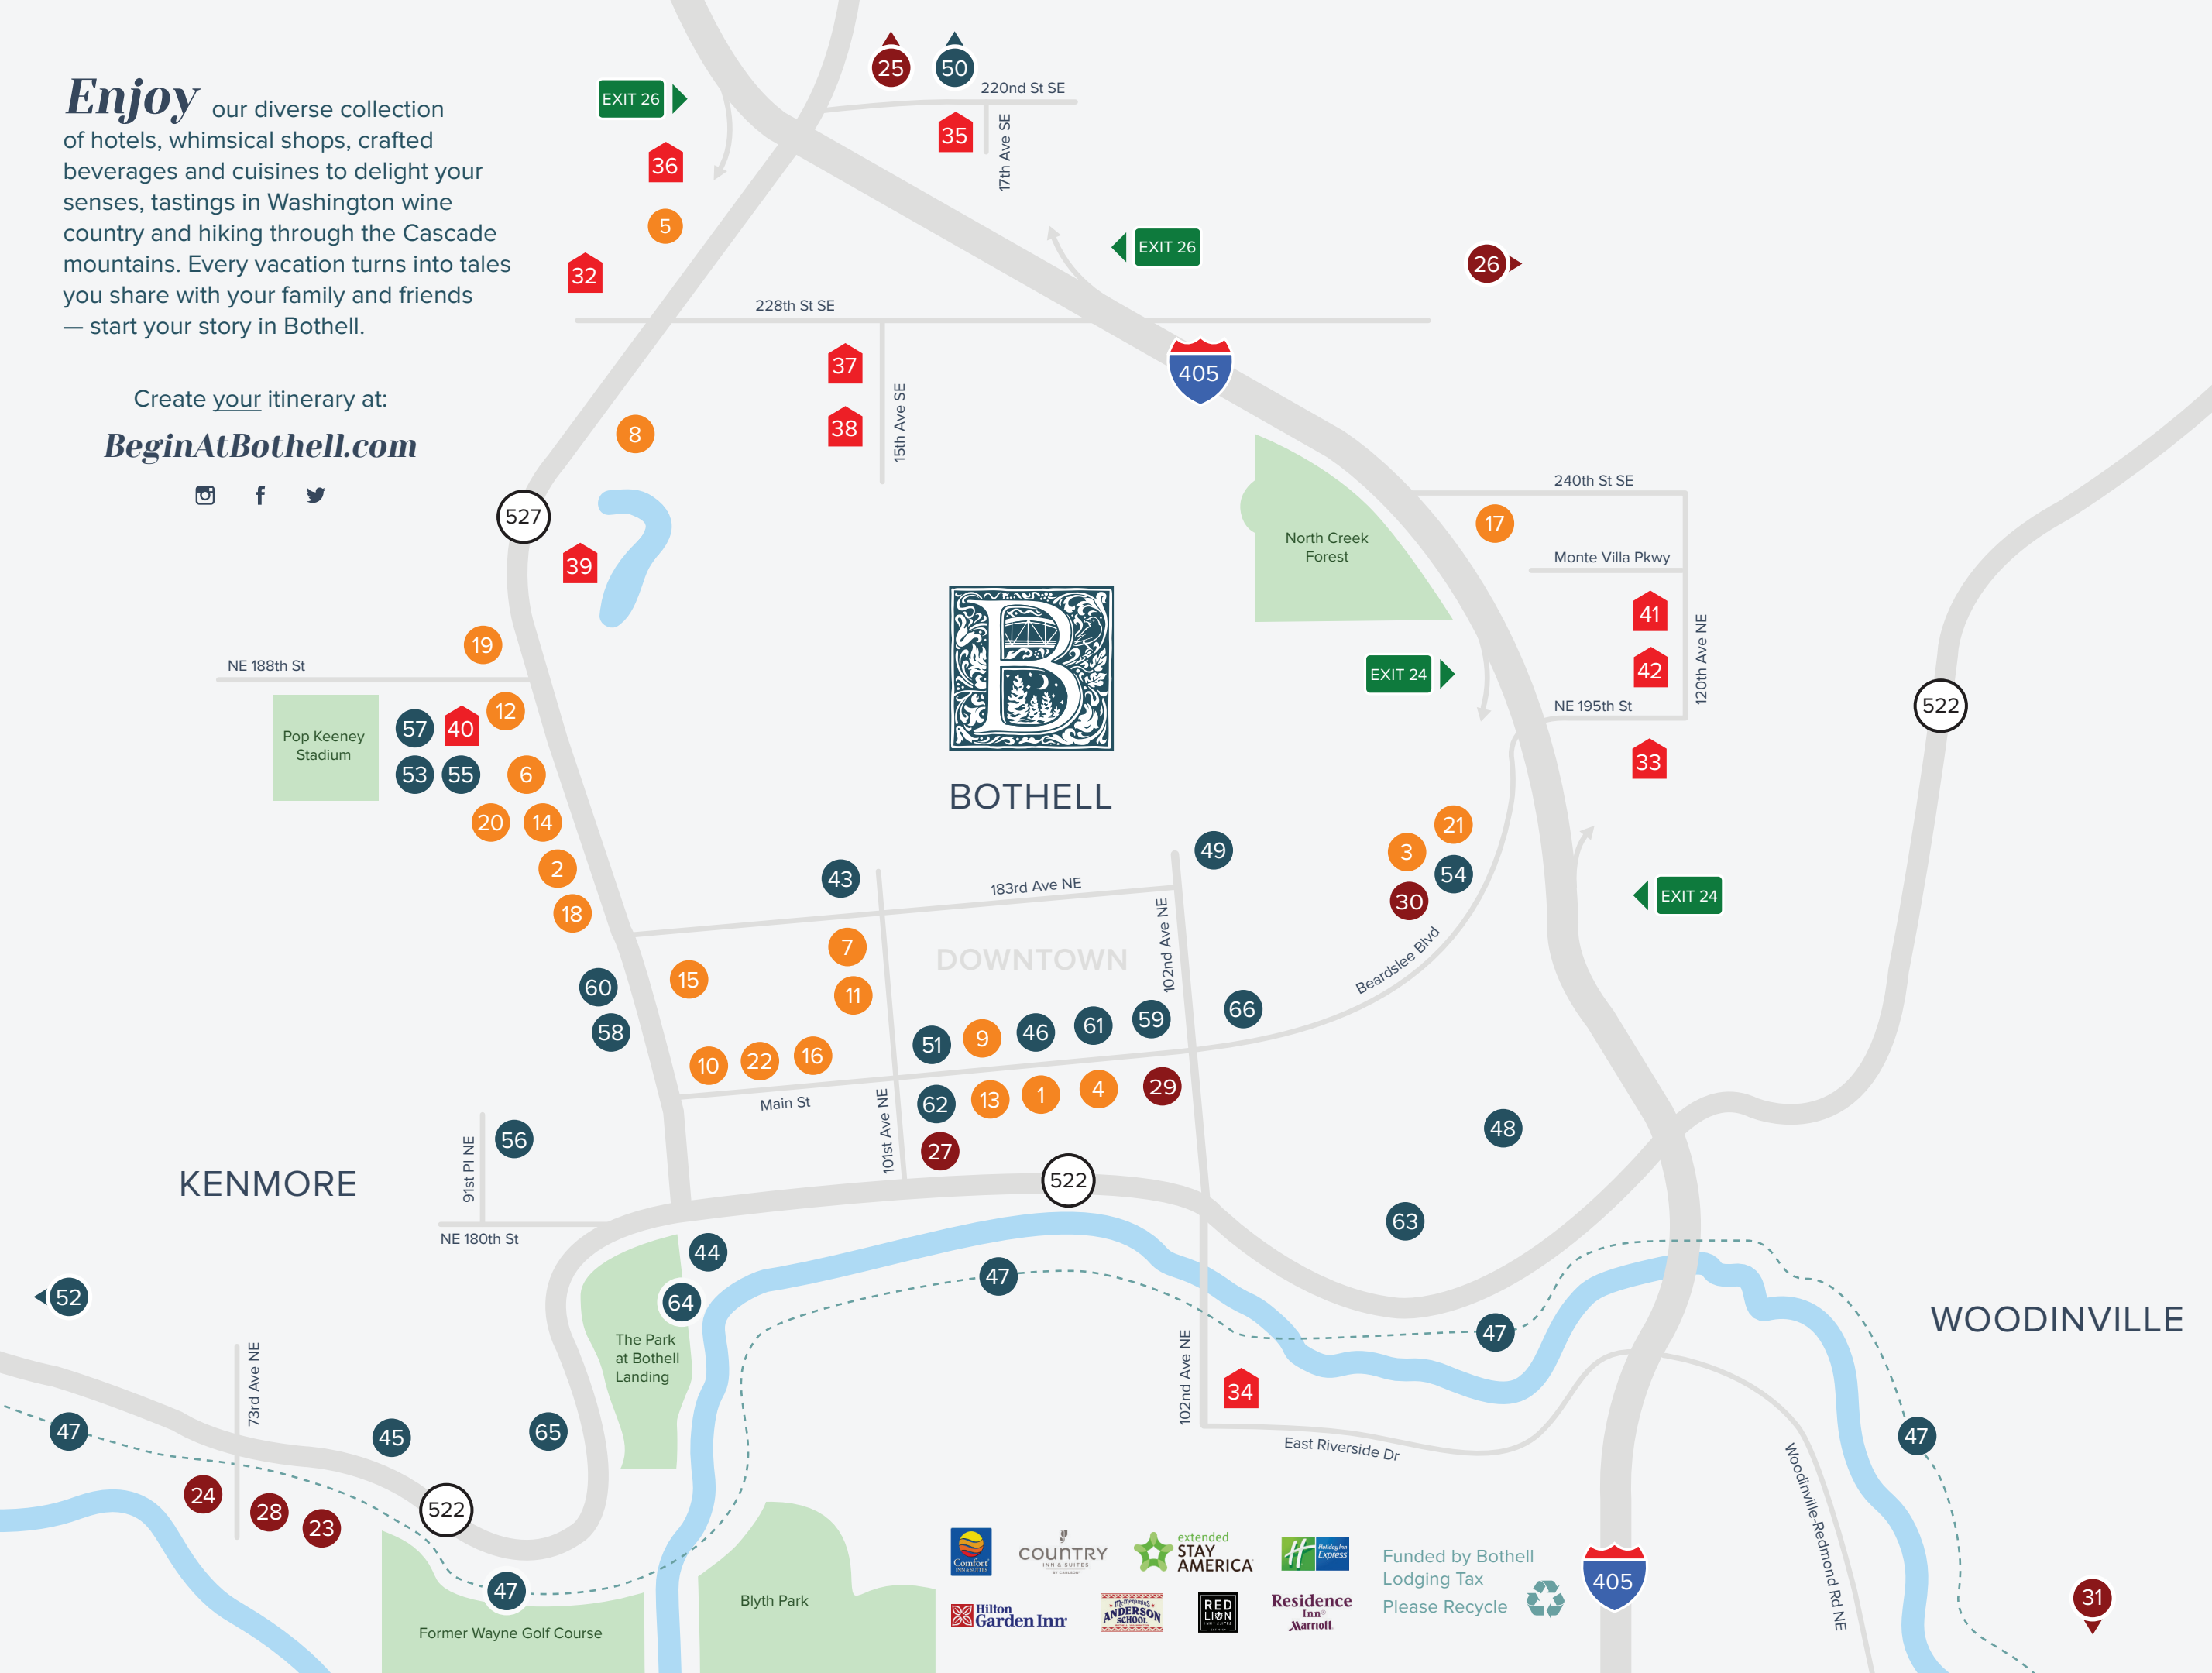 Enjoy our diverse collection
of hotels, whimsical shops, crafted
beverages and cuisines to delight your
senses, tastings in Washington wine
country and hiking through the Cascade
mountains. Every vacation turns into tales
you share with your family and friends
— start your story in Bothell.
Create your itinerary at:
BeginAtBothell.com
EXIT 26
25
50
220nd St SE
35
17th Ave SE
36
5
32
EXIT 26
26
228th St SE
37
38
15th Ave SE
405
8
527
39
North Creek
Forest
240th St SE
17
Monte Villa Pkwy
41
42
120th Ave NE
NE 195th St
33
EXIT 24
522
19
NE 188th St
Pop Keeney
Stadium
57
40
12
53
55
6
20
14
2
18
B
BOTHELL
49
21
3
54
30
EXIT 24
Beardslee Blvd
43
183rd Ave NE
7
DOWNTOWN
102nd Ave NE
15
11
60
58
66
51
9
46
61
59
10
22
16
Main St
101st Ave NE
62
13
1
4
29
27
522
56
91st Pl NE
KENMORE
NE 180th St
48
63
44
64
47
47
52
The Park
at Bothell
Landing
WOODINVILLE
73rd Ave NE
47
45
65
102nd Ave NE
34
East Riverside Dr
47
Woodinville-Redmond Rd NE
24
28
23
522
47
Former Wayne Golf Course
Blyth Park
Comfort
INN & SUITES
COUNTRY
INN & SUITES
extended
STAY
AMERICA
Holiday Inn
Express
Hilton
Garden Inn
McMenamins
ANDERSON
SCHOOL
RED
LION
Residence
Inn
Marriott
Funded by Bothell
Lodging Tax
Please Recycle
405
31